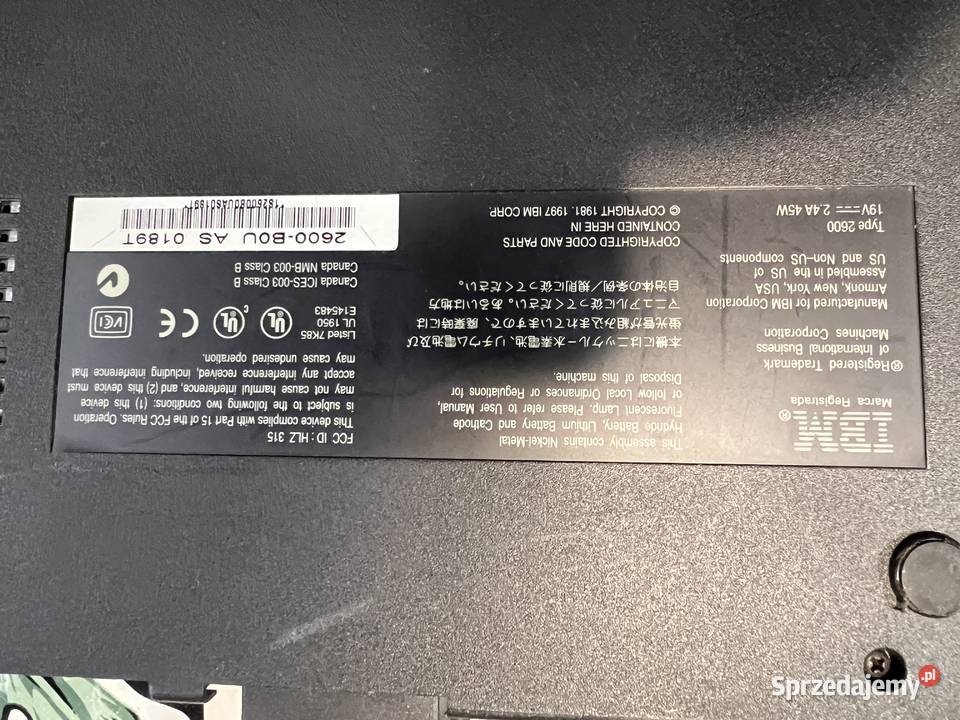 IBM®
Marca Registrada
®Registered Trademark
of International Business
Machines Corporation
Manufactured for IBM Corporation
Armonk, New York, USA
Assembled in the US of
US and Non-US components
Type 2600
19V 2.4A 45W
This assembly contains Nickel-Metal
Hydride Battery, Lithium Battery and Cathode
Fluorescent Lamp. Please refer to User Manual,
or follow Local Ordinances or Regulations for
Disposal of this machine.
本機にはニッケル-水素電池、リチウム電池及び
蛍光管が組み込まれていますので、廃棄時には
マニュアルに従ってください。あるいは地方
自治体の条例／規則に従ってください。
COPYRIGHTED CODE AND PARTS
CONTAINED HERE IN
© COPYRIGHT 1981. 1997 IBM CORP.
FCC ID: HLZ 315
This device complies with Part 15 of the FCC Rules. Operation
is subject to the following two conditions: (1) this device
may not cause harmful interference, and (2) this device must
accept any interference received, including interference that
may cause undesired operation.
Listed 7K85
UL 1950
E145483
UL
c UL
CE
VCI
Canada ICES-003 Class B
Canada NMB-003 Class B
2600-B0U AS 0189T
*1S2600B0UAS0189T*
Sprzedajemy.pl